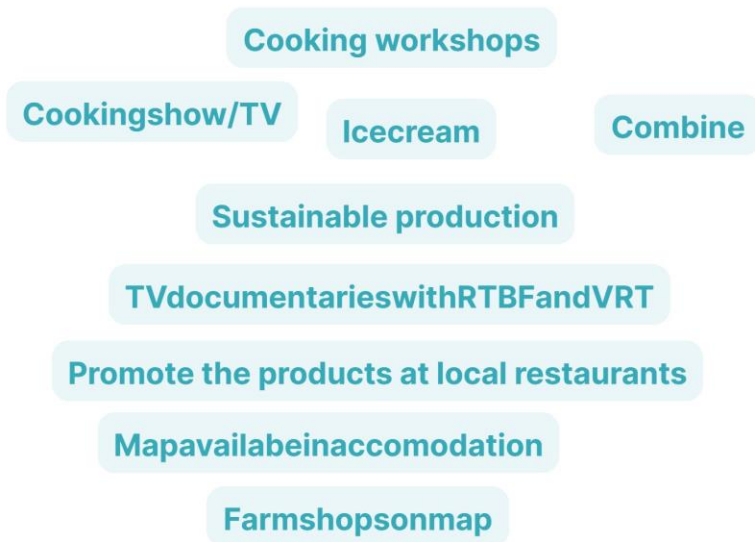 Cooking workshops
Cookingshow/TV
Icecream
Combine
Sustainable production
TVdocumentarieswithRTBFandVRT
Promote the products at local restaurants
Mapavailabeinaccomodation
Farmshopsonmap